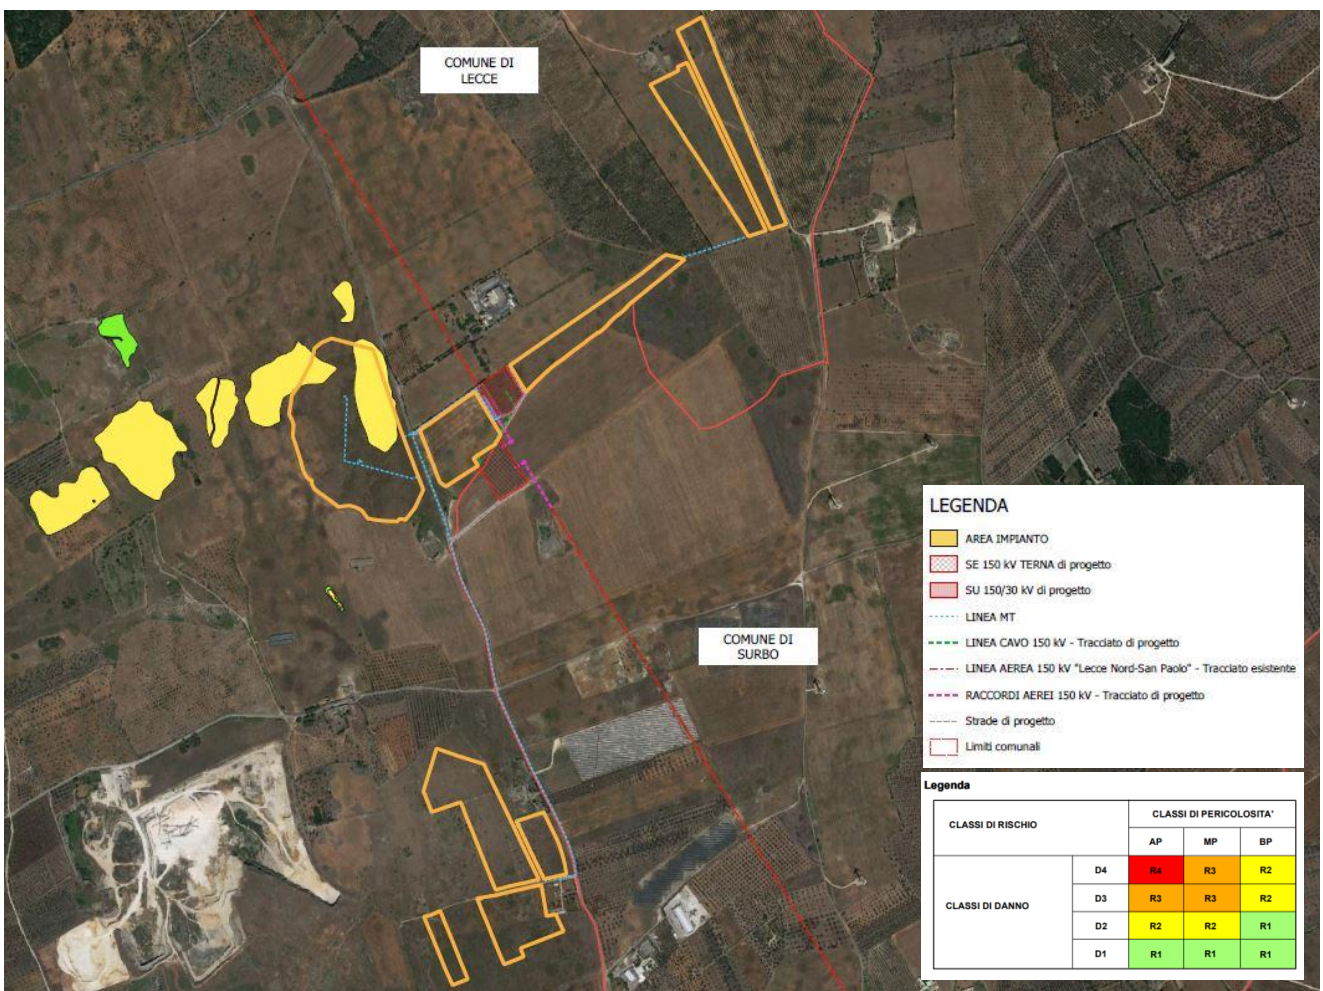 COMUNE DI
LECCE
COMUNE DI
SURBO
LEGENDA
AREA IMPIANTO
SE 150 kV TERNA di progetto
SU 150/30 kV di progetto
LINEA MT
LINEA CAVO 150 kV - Tracciato di progetto
LINEA AEREA 150 kV "Lecce Nord-San Paolo" - Tracciato esistente
RACCORDI AEREI 150 kV - Tracciato di progetto
Strade di progetto
Limiti comunali
Legenda
CLASSI DI RISCHIO
CLASSI DI PERICOLOSITA'
AP MP BP
CLASSI DI DANNO
D4 R4 R3 R2
D3 R3 R3 R2
D2 R2 R2 R1
D1 R1 R1 R1